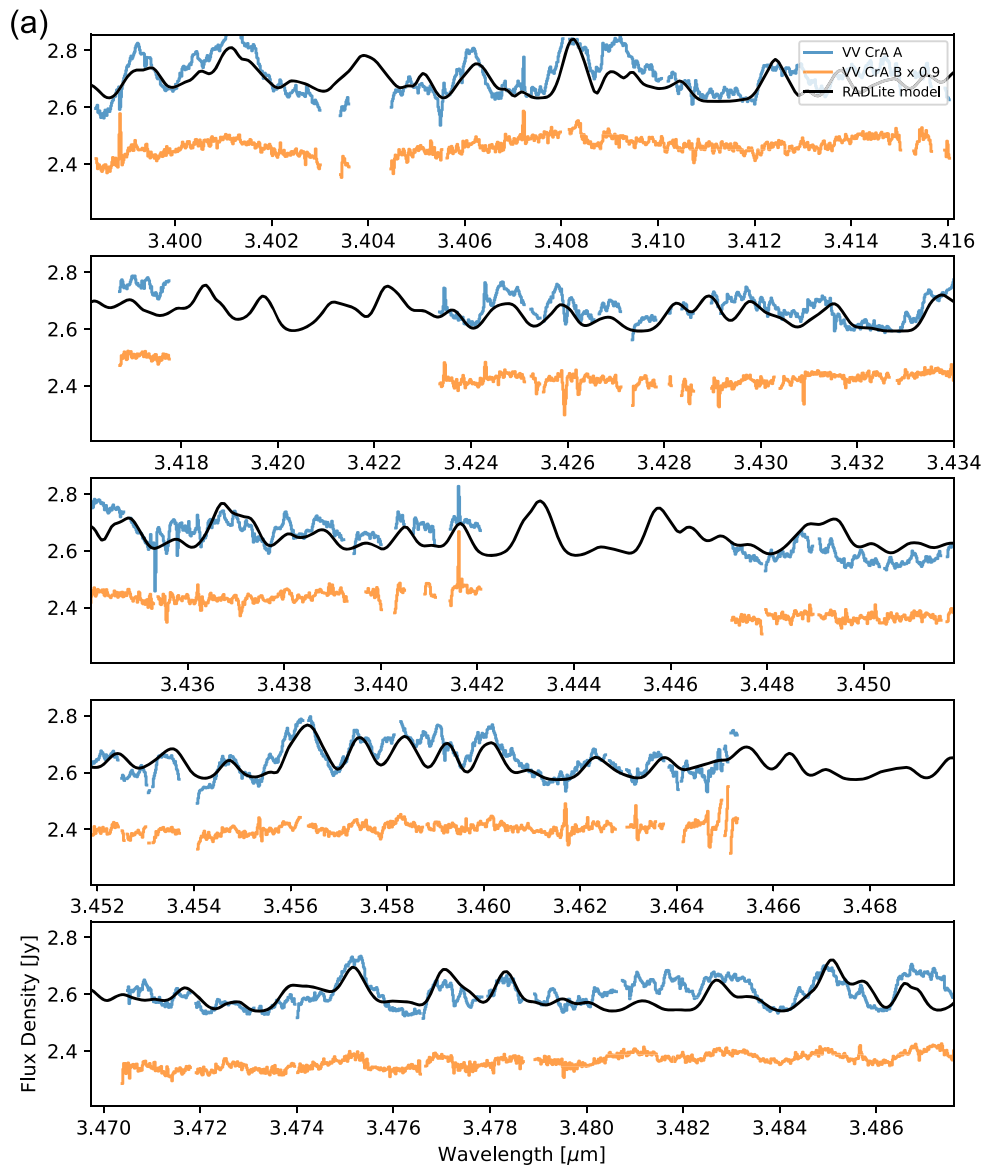 (a)
2.8
2.6
2.4
VV CrA A
VV CrA B x 0.9
RADLite model
3.400 3.402 3.404 3.406 3.408 3.410 3.412 3.414 3.416
2.8
2.6
2.4
3.418 3.420 3.422 3.424 3.426 3.428 3.430 3.432 3.434
2.8
2.6
2.4
3.436 3.438 3.440 3.442 3.444 3.446 3.448 3.450
2.8
2.6
2.4
3.452 3.454 3.456 3.458 3.460 3.462 3.464 3.466 3.468
2.8
2.6
2.4
Flux Density [Jy]
3.470 3.472 3.474 3.476 3.478 3.480 3.482 3.484 3.486
Wavelength [μm]